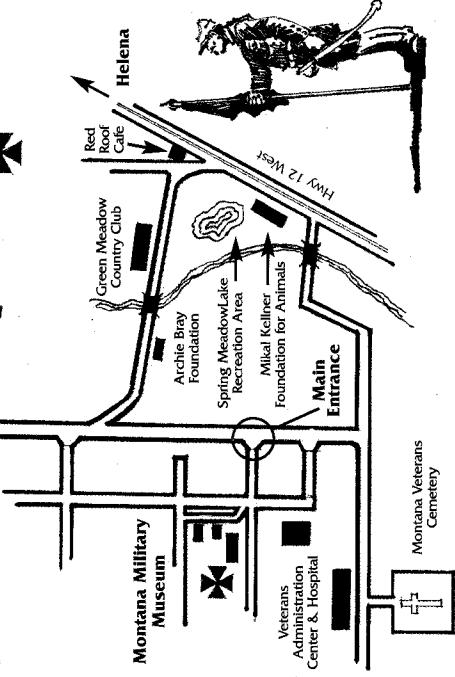 Helena
Red
Roof
Cafe
Hwy 12 West
Green Meadow
Country Club
Archie Bray
Foundation
Spring MeadowLake
Recreation Area
Mikal Kellner
Foundation for Animals
Main
Entrance
Montana Military
Museum
Veterans
Administration
Center & Hospital
Montana Veterans
Cemetery